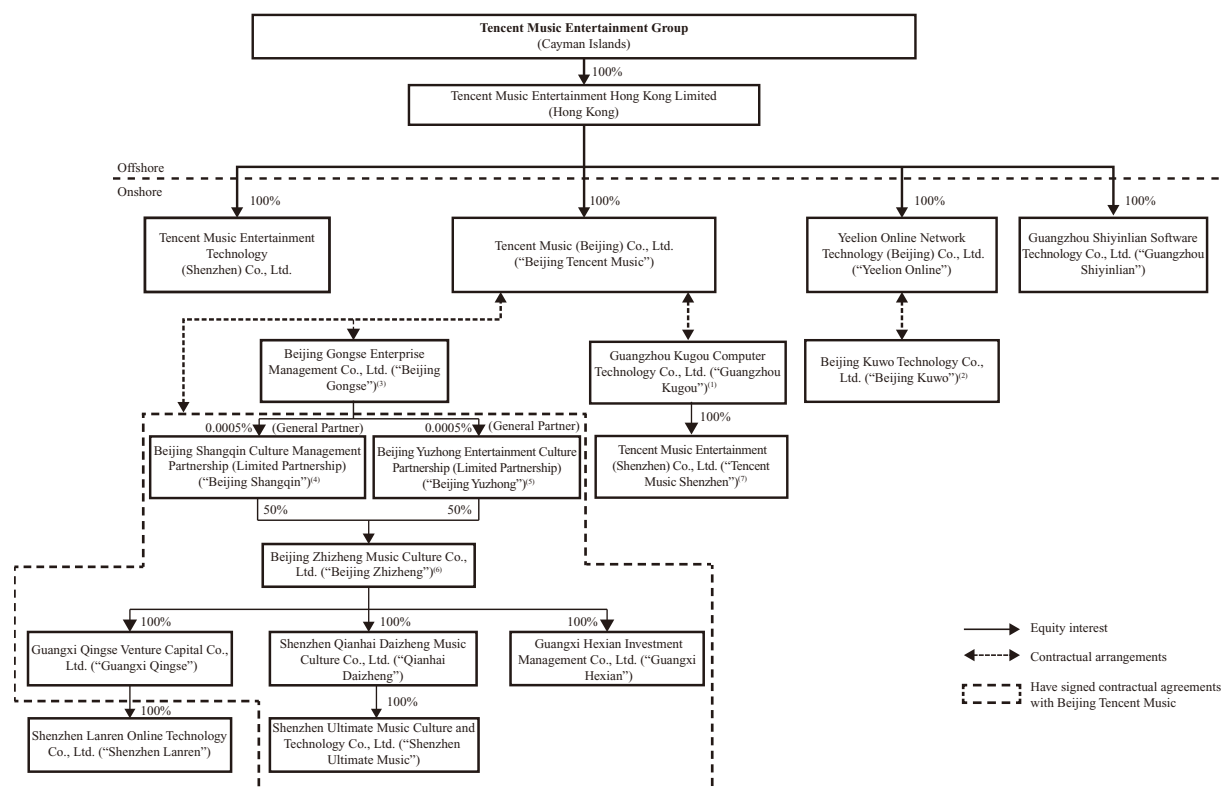 Tencent Music Entertainment Group
(Cayman Islands)
100%
Tencent Music Entertainment Hong Kong Limited
(Hong Kong)
Offshore
Onshore
100%
100%
100%
100%
Tencent Music Entertainment
Technology
(Shenzhen) Co., Ltd.
Tencent Music (Beijing) Co., Ltd.
(“Beijing Tencent Music”)
Yeelion Online Network
Technology (Beijing) Co., Ltd.
(“Yeelion Online”)
Guangzhou Shiyinlian Software
Technology Co., Ltd. (“Guangzhou
Shiyinlian”)
Beijing Gongse Enterprise
Management Co., Ltd. (“Beijing
Gongse”)(3)
Guangzhou Kugou Computer
Technology Co., Ltd. (“Guangzhou
Kugou”)(1)
Beijing Kuwo Technology Co.,
Ltd. (“Beijing Kuwo”)(2)
0.0005%
(General Partner)
0.0005%
(General Partner)
100%
Beijing Shangqin Culture Management
Partnership (Limited Partnership)
(“Beijing Shangqin”)(4)
Beijing Yuzhong Entertainment Culture
Partnership (Limited Partnership)
(“Beijing Yuzhong”)(5)
Tencent Music Entertainment
(Shenzhen) Co., Ltd. (“Tencent
Music Shenzhen”)(7)
50%
50%
Beijing Zhizheng Music Culture Co.,
Ltd. (“Beijing Zhizheng”)(6)
100%
100%
100%
Guangxi Qingse Venture Capital Co.,
Ltd. (“Guangxi Qingse”)
Shenzhen Qianhai Daizheng Music
Culture Co., Ltd. (“Qianhai
Daizheng”)
Guangxi Hexian Investment
Management Co., Ltd. (“Guangxi
Hexian”)
100%
100%
Shenzhen Lanren Online Technology
Co., Ltd. (“Shenzhen Lanren”)
Shenzhen Ultimate Music Culture and
Technology Co., Ltd. (“Shenzhen
Ultimate Music”)
Equity interest
Contractual arrangements
Have signed contractual agreements
with Beijing Tencent Music